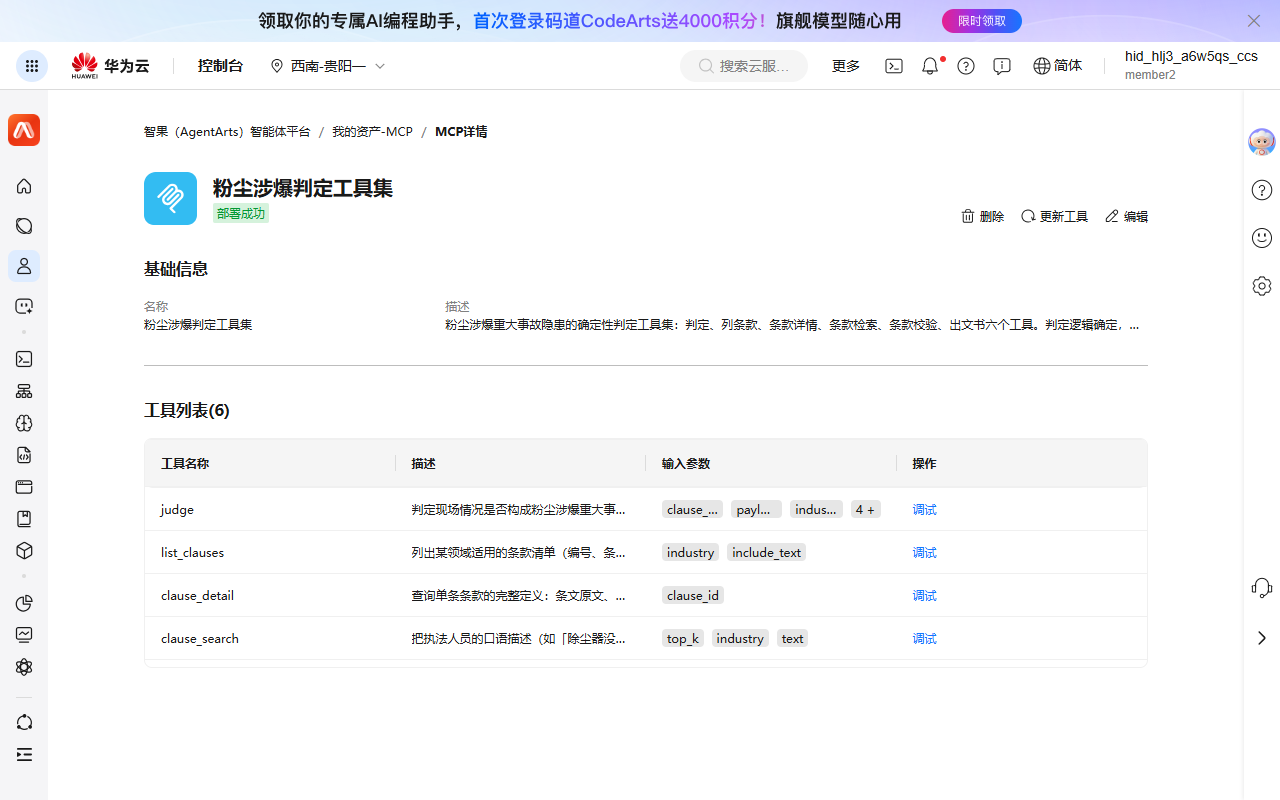 领取你的专属AI编程助手，首次登录码道CodeArts送4000积分！旗舰模型随心用
限时领取
HUAWEI 华为云
控制台
西南-贵阳一
搜索云服...
更多
简体
hid_hlj3_a6w5qs_ccs
member2
智果（AgentArts）智能体平台 / 我的资产-MCP / MCP详情
粉尘涉爆判定工具集
部署成功
删除 更新工具 编辑
基础信息
名称 描述
粉尘涉爆判定工具集 粉尘涉爆重大事故隐患的确定性判定工具集：判定、列条款、条款详情、条款检索、条款校验、出文书六个工具。判定逻辑确定，...
工具列表(6)
工具名称 描述 输入参数 操作
judge 判定现场情况是否构成粉尘涉爆重大事... clause_... payl... indus... 4 + 调试
list_clauses 列出某领域适用的条款清单（编号、条... industry include_text 调试
clause_detail 查询单条条款的完整定义：条文原文、... clause_id 调试
clause_search 把执法人员的口语描述（如「除尘器没... top_k industry text 调试